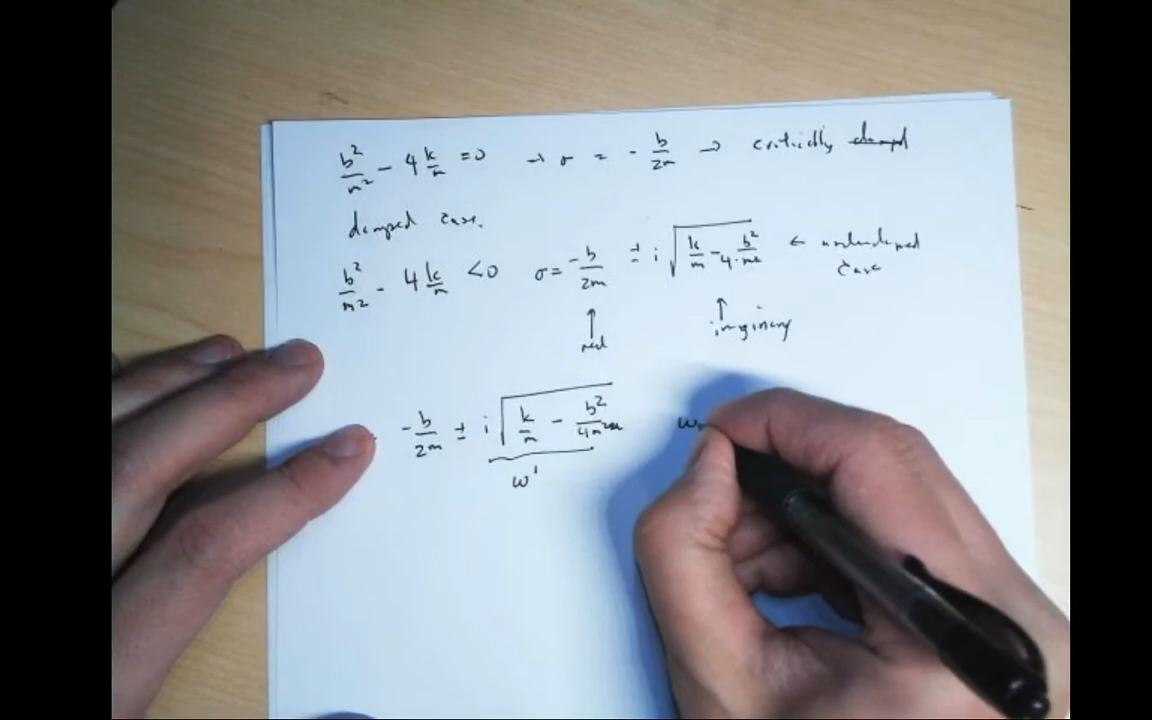 b²/m² - 4 k/m = 0 → σ = - b/2m → critically damped
damped case.
b²/m² - 4 k/m < 0 σ = -b/2m ± i √(k/m - b²/4·m²) ← underdamped case
↑ real ↑ imaginary
-b/2m ± i √(k/m - b²/4m²) ω
ω'